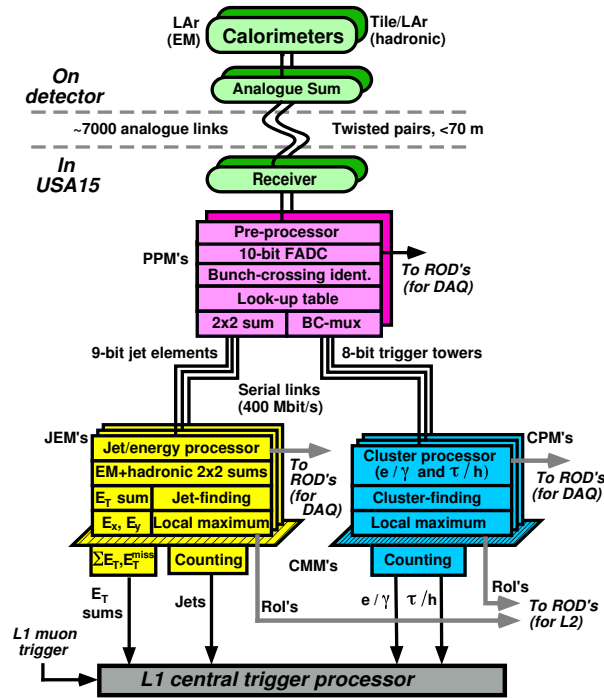 LAr
(EM)
Calorimeters
Tile/LAr
(hadronic)
On
detector
Analogue Sum
~7000 analogue links
Twisted pairs, <70 m
In
USA15
Receiver
PPM's
Pre-processor
10-bit FADC
Bunch-crossing ident.
Look-up table
2x2 sum
BC-mux
To ROD's
(for DAQ)
9-bit jet elements
8-bit trigger towers
Serial links
(400 Mbit/s)
JEM's
Jet/energy processor
EM+hadronic 2x2 sums
E_T sum
Jet-finding
E_x, E_y
Local maximum
ΣE_T, E_T^miss
Counting
To
ROD's
(for
DAQ)
CPM's
Cluster processor
(e/γ and τ/h)
Cluster-finding
Local maximum
Counting
To ROD's
(for DAQ)
CMM's
E_T
sums
Jets
RoI's
e/γ
τ/h
RoI's
To ROD's
(for L2)
L1 muon
trigger
L1 central trigger processor